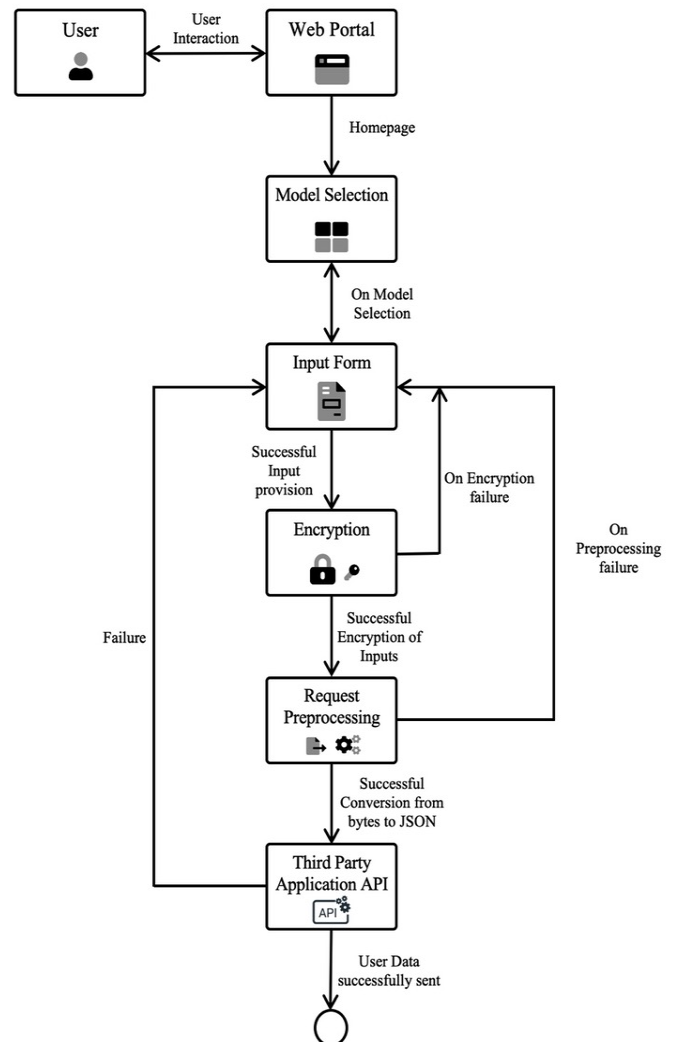 User
User
Interaction
Web Portal
Homepage
Model Selection
On Model
Selection
Input Form
Successful
Input
provision
On Encryption
failure
On
Preprocessing
failure
Encryption
Successful
Encryption of
Inputs
Failure
Request
Preprocessing
Successful
Conversion from
bytes to JSON
Third Party
Application API
API
User Data
successfully sent